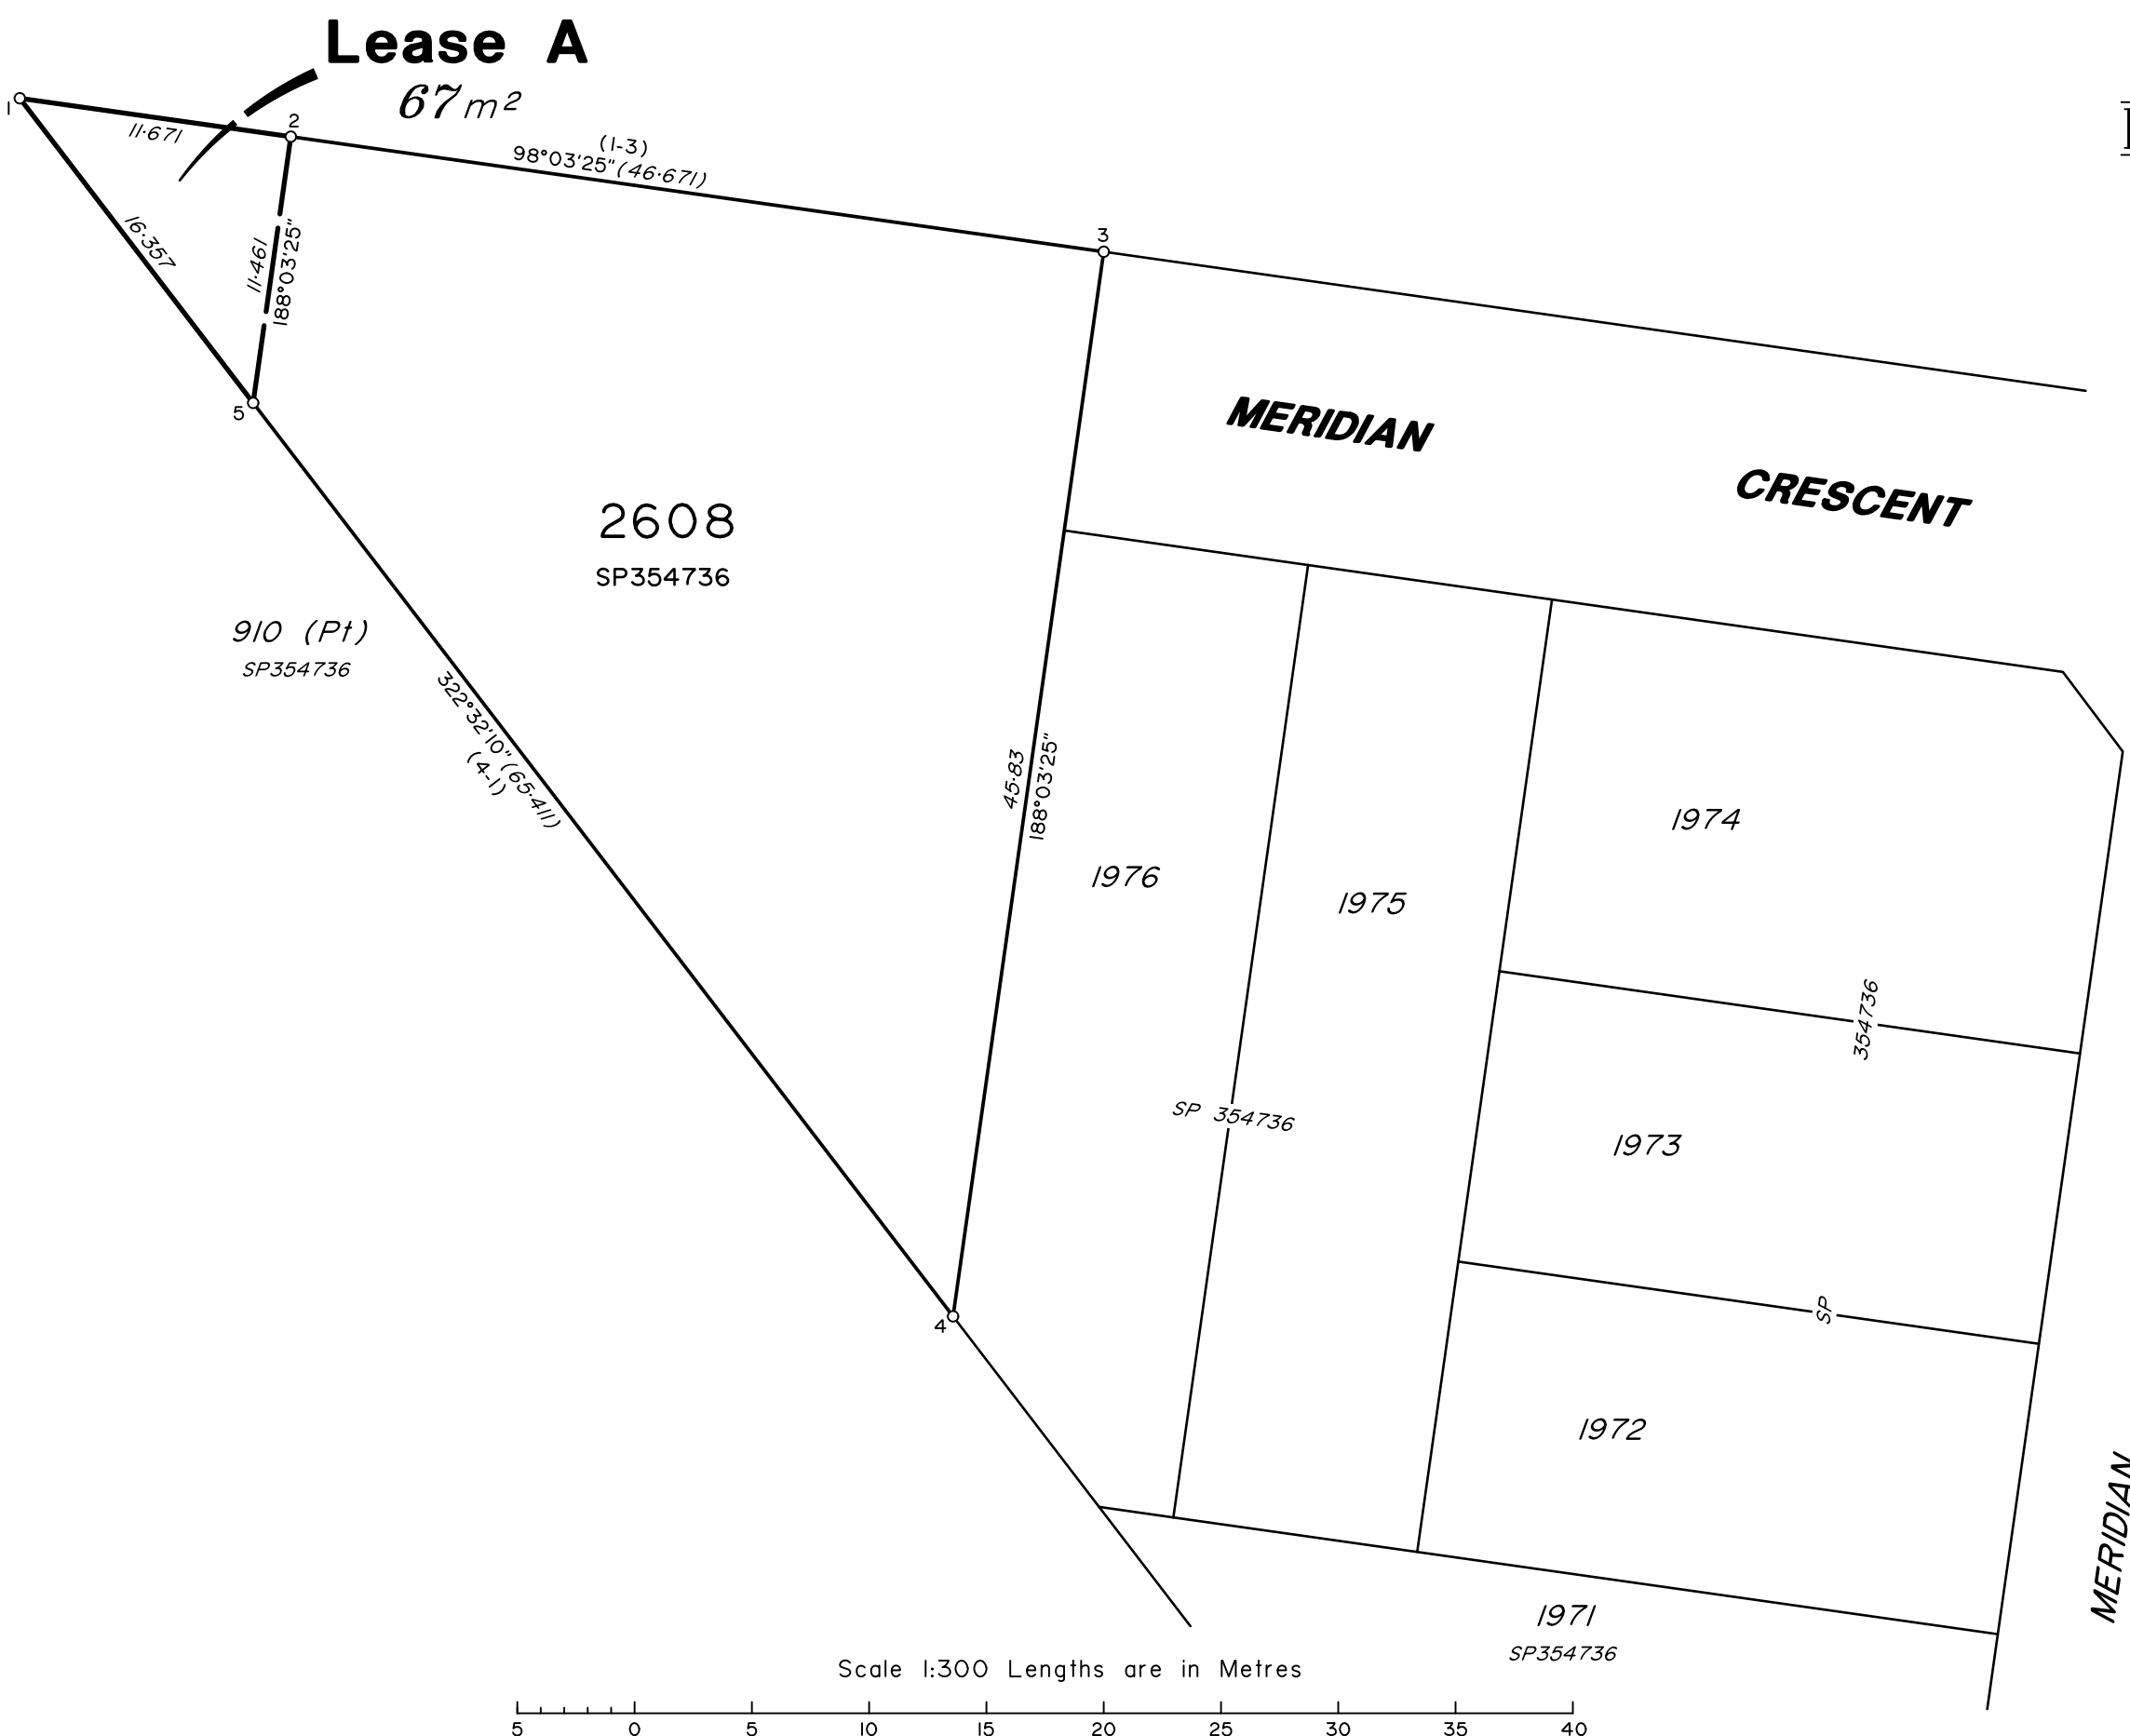 Lease A
67m²
1
11·671
2
(1-3)
98°03'25" (46·671)
3
16·357
11·461
188°03'25"
5
MERIDIAN
CRESCENT
2608
SP354736
910 (Pt)
SP354736
322°32'10" (65·411)
(4-1)
45·83
188°03'25"
1974
1976
1975
354736
SP 354736
1973
SP
4
1972
MERIDIAN
1971
SP354736
Scale 1:300 Lengths are in Metres
5 0 5 10 15 20 25 30 35 40